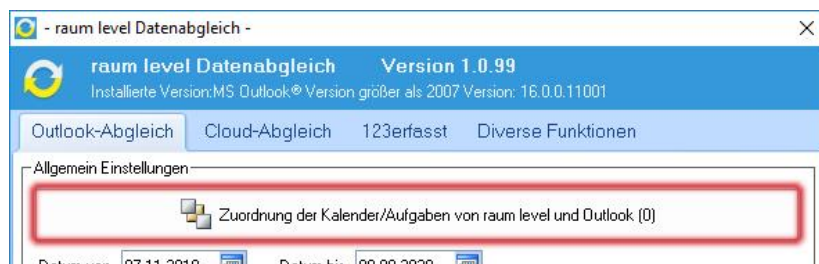 - raum level Datenabgleich -
raum level Datenabgleich Version 1.0.99
Installierte Version:MS Outlook® Version größer als 2007 Version: 16.0.0.11001
Outlook-Abgleich Cloud-Abgleich 123erfasst Diverse Funktionen
Allgemein Einstellungen
Zuordnung der Kalender/Aufgaben von raum level und Outlook (0)